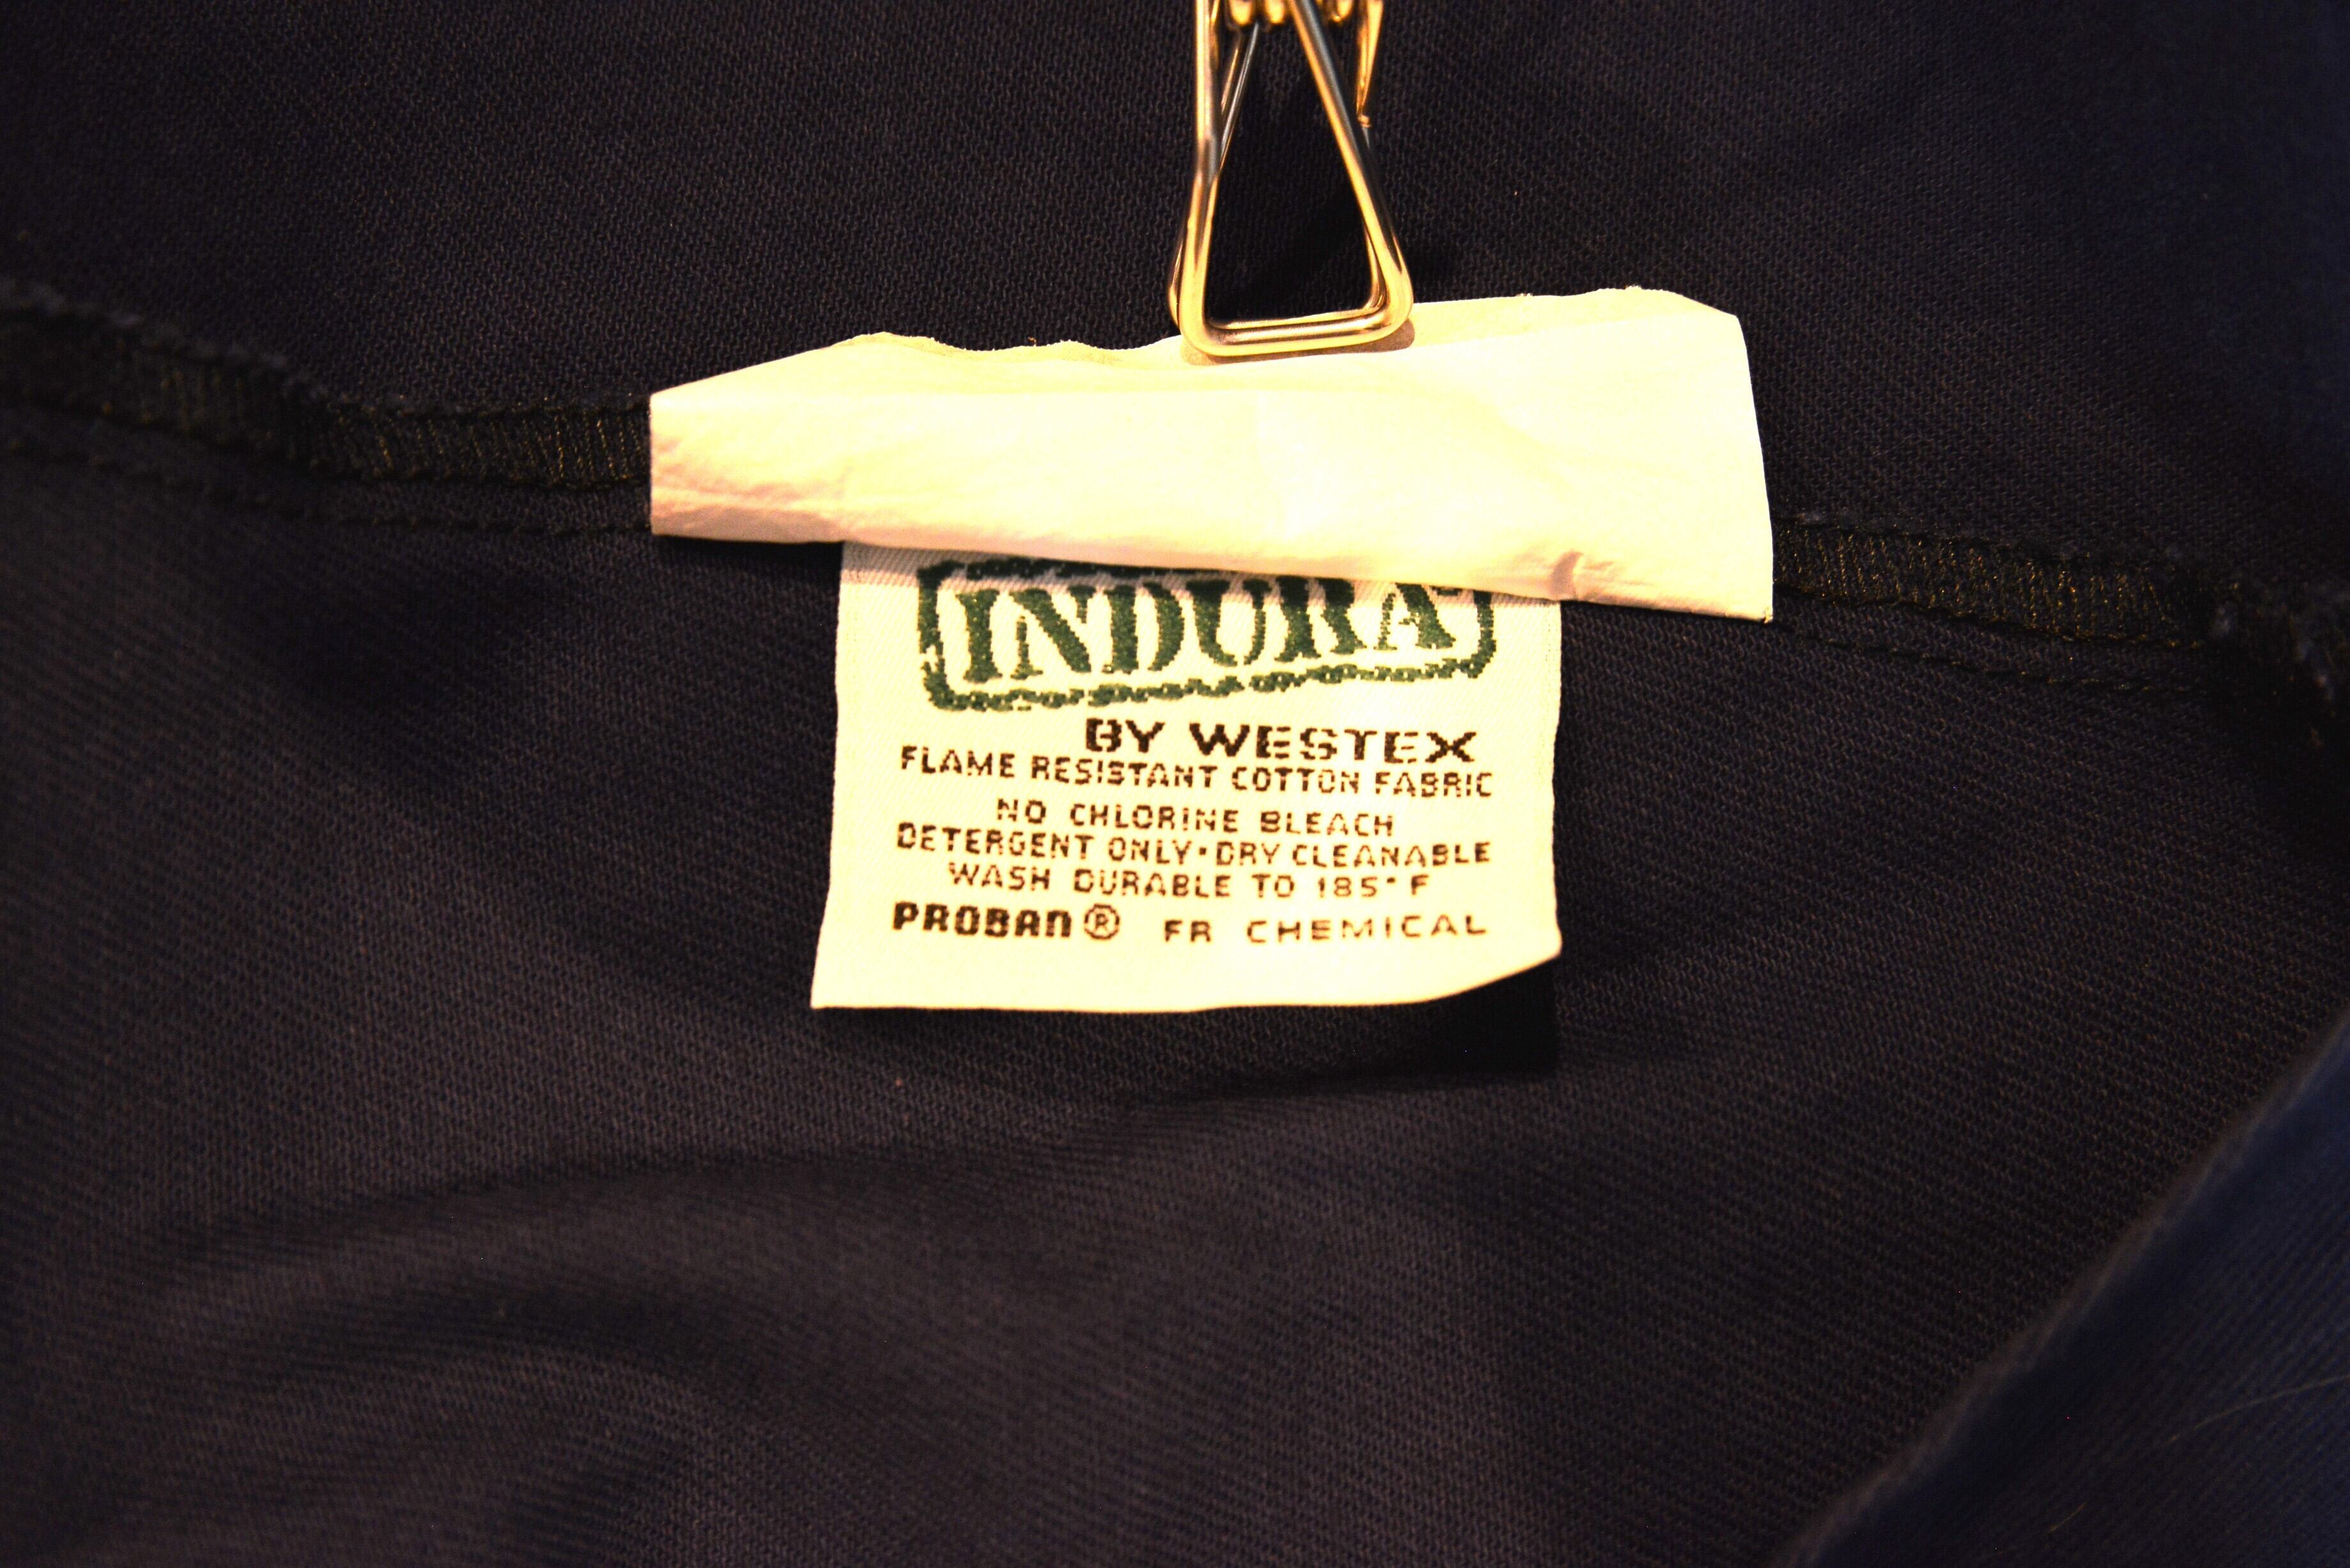 INDURA
BY WESTEX
FLAME RESISTANT COTTON FABRIC
NO CHLORINE BLEACH
DETERGENT ONLY•DRY CLEANABLE
WASH DURABLE TO 185° F
PROBAN® FR CHEMICAL